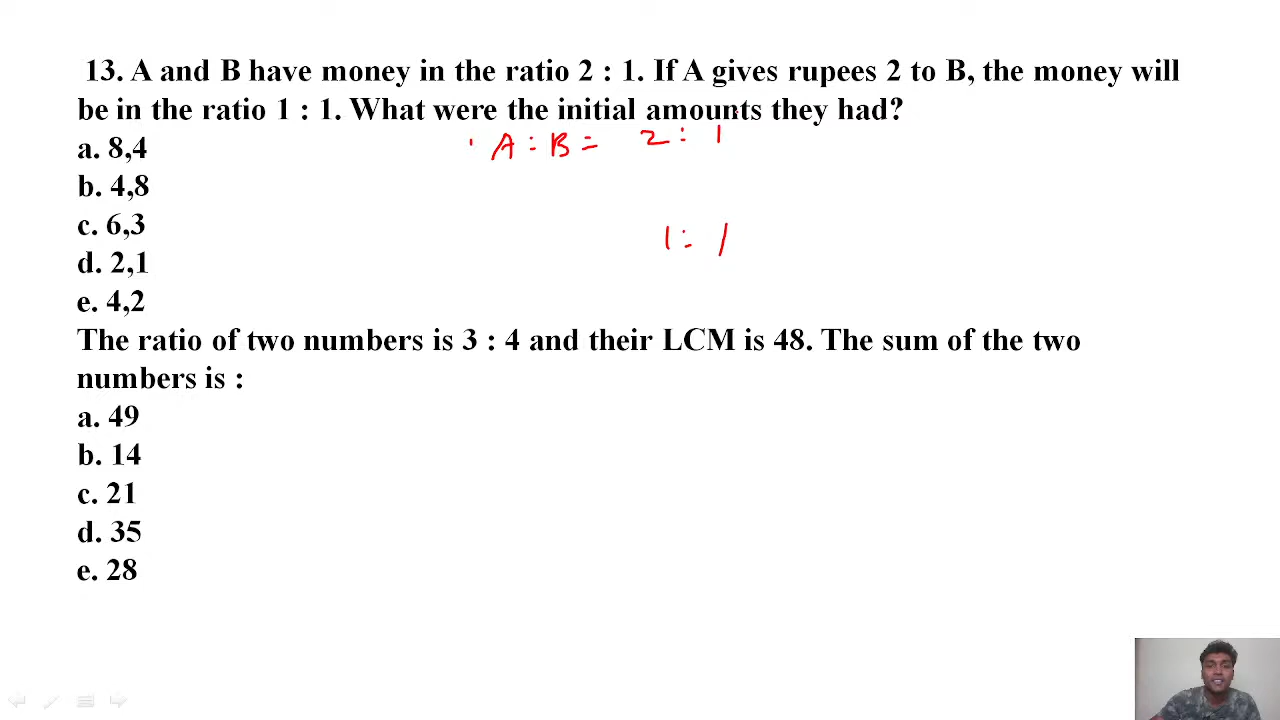 13. A and B have money in the ratio 2 : 1. If A gives rupees 2 to B, the money will
be in the ratio 1 : 1. What were the initial amounts they had?
A : B = 2 : 1
a. 8,4
b. 4,8
c. 6,3
1 : 1
d. 2,1
e. 4,2
The ratio of two numbers is 3 : 4 and their LCM is 48. The sum of the two
numbers is :
a. 49
b. 14
c. 21
d. 35
e. 28